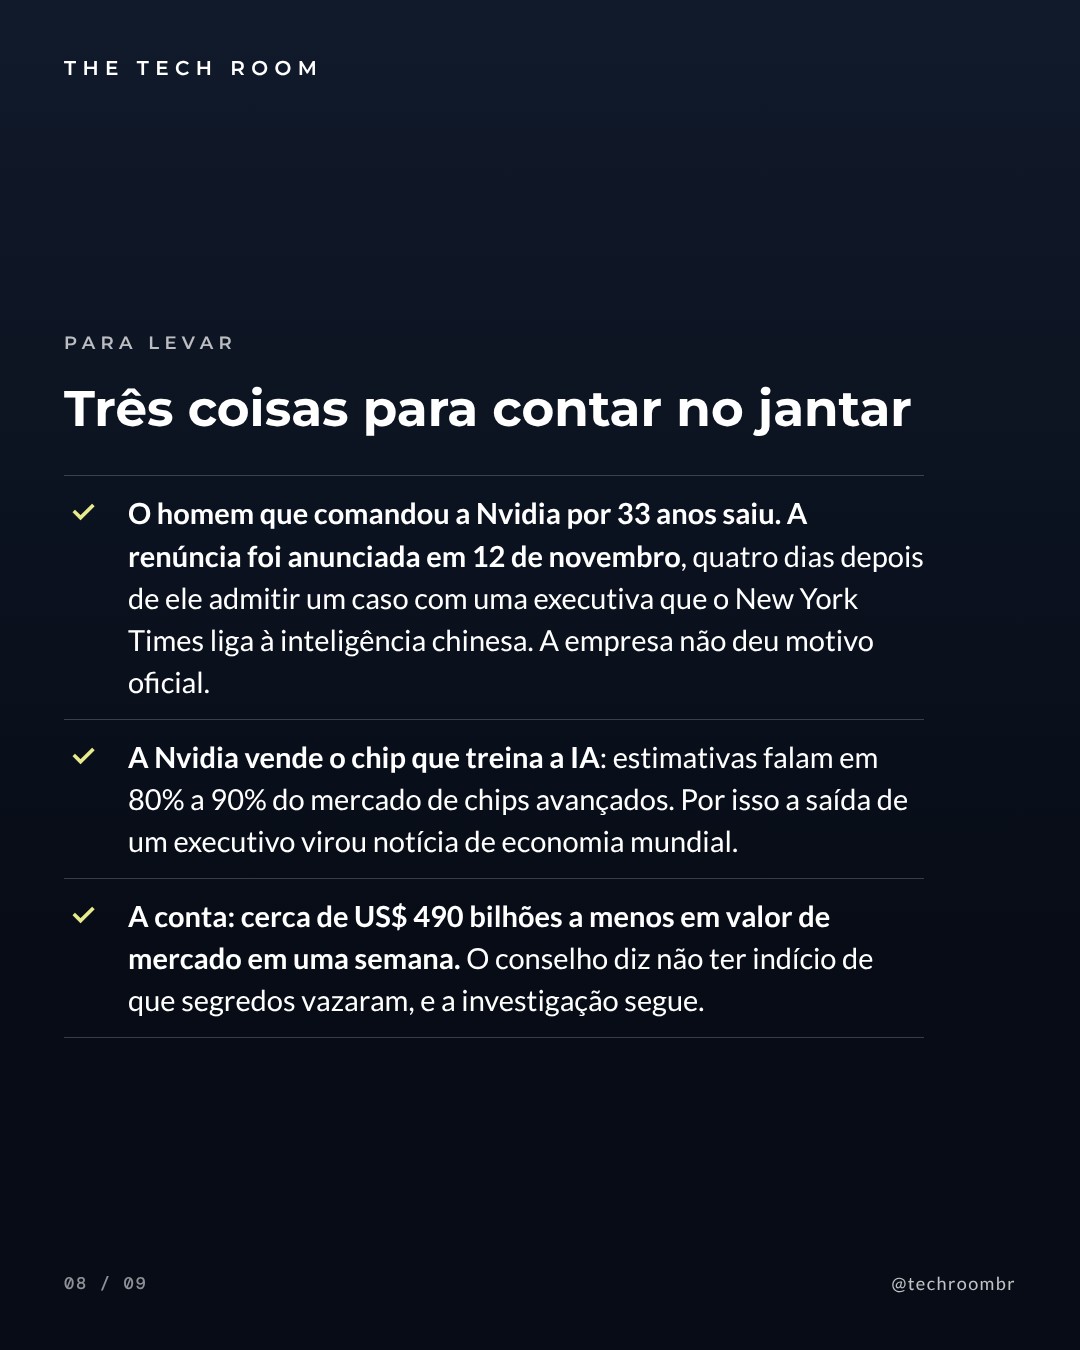 THE TECH ROOM
PARA LEVAR
Três coisas para contar no jantar
O homem que comandou a Nvidia por 33 anos saiu. A
renúncia foi anunciada em 12 de novembro, quatro dias depois
de ele admitir um caso com uma executiva que o New York
Times liga à inteligência chinesa. A empresa não deu motivo
oficial.
A Nvidia vende o chip que treina a IA: estimativas falam em
80% a 90% do mercado de chips avançados. Por isso a saída de
um executivo virou notícia de economia mundial.
A conta: cerca de US$ 490 bilhões a menos em valor de
mercado em uma semana. O conselho diz não ter indício de
que segredos vazaram, e a investigação segue.
08 / 09
@techroombr